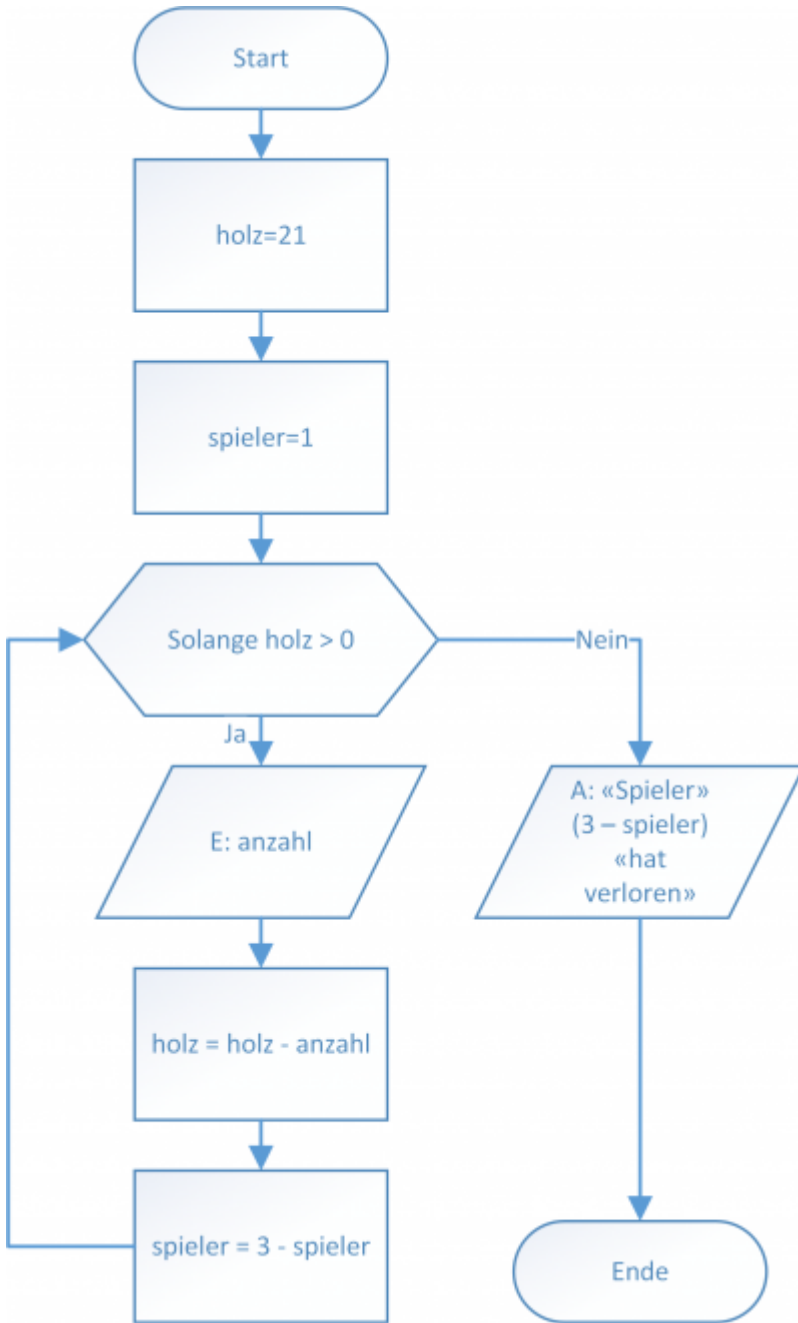 Start
holz=21
spieler=1
Solange holz > 0
Nein
Ja
E: anzahl
A: «Spieler»
(3 – spieler)
«hat
verloren»
holz = holz - anzahl
spieler = 3 - spieler
Ende